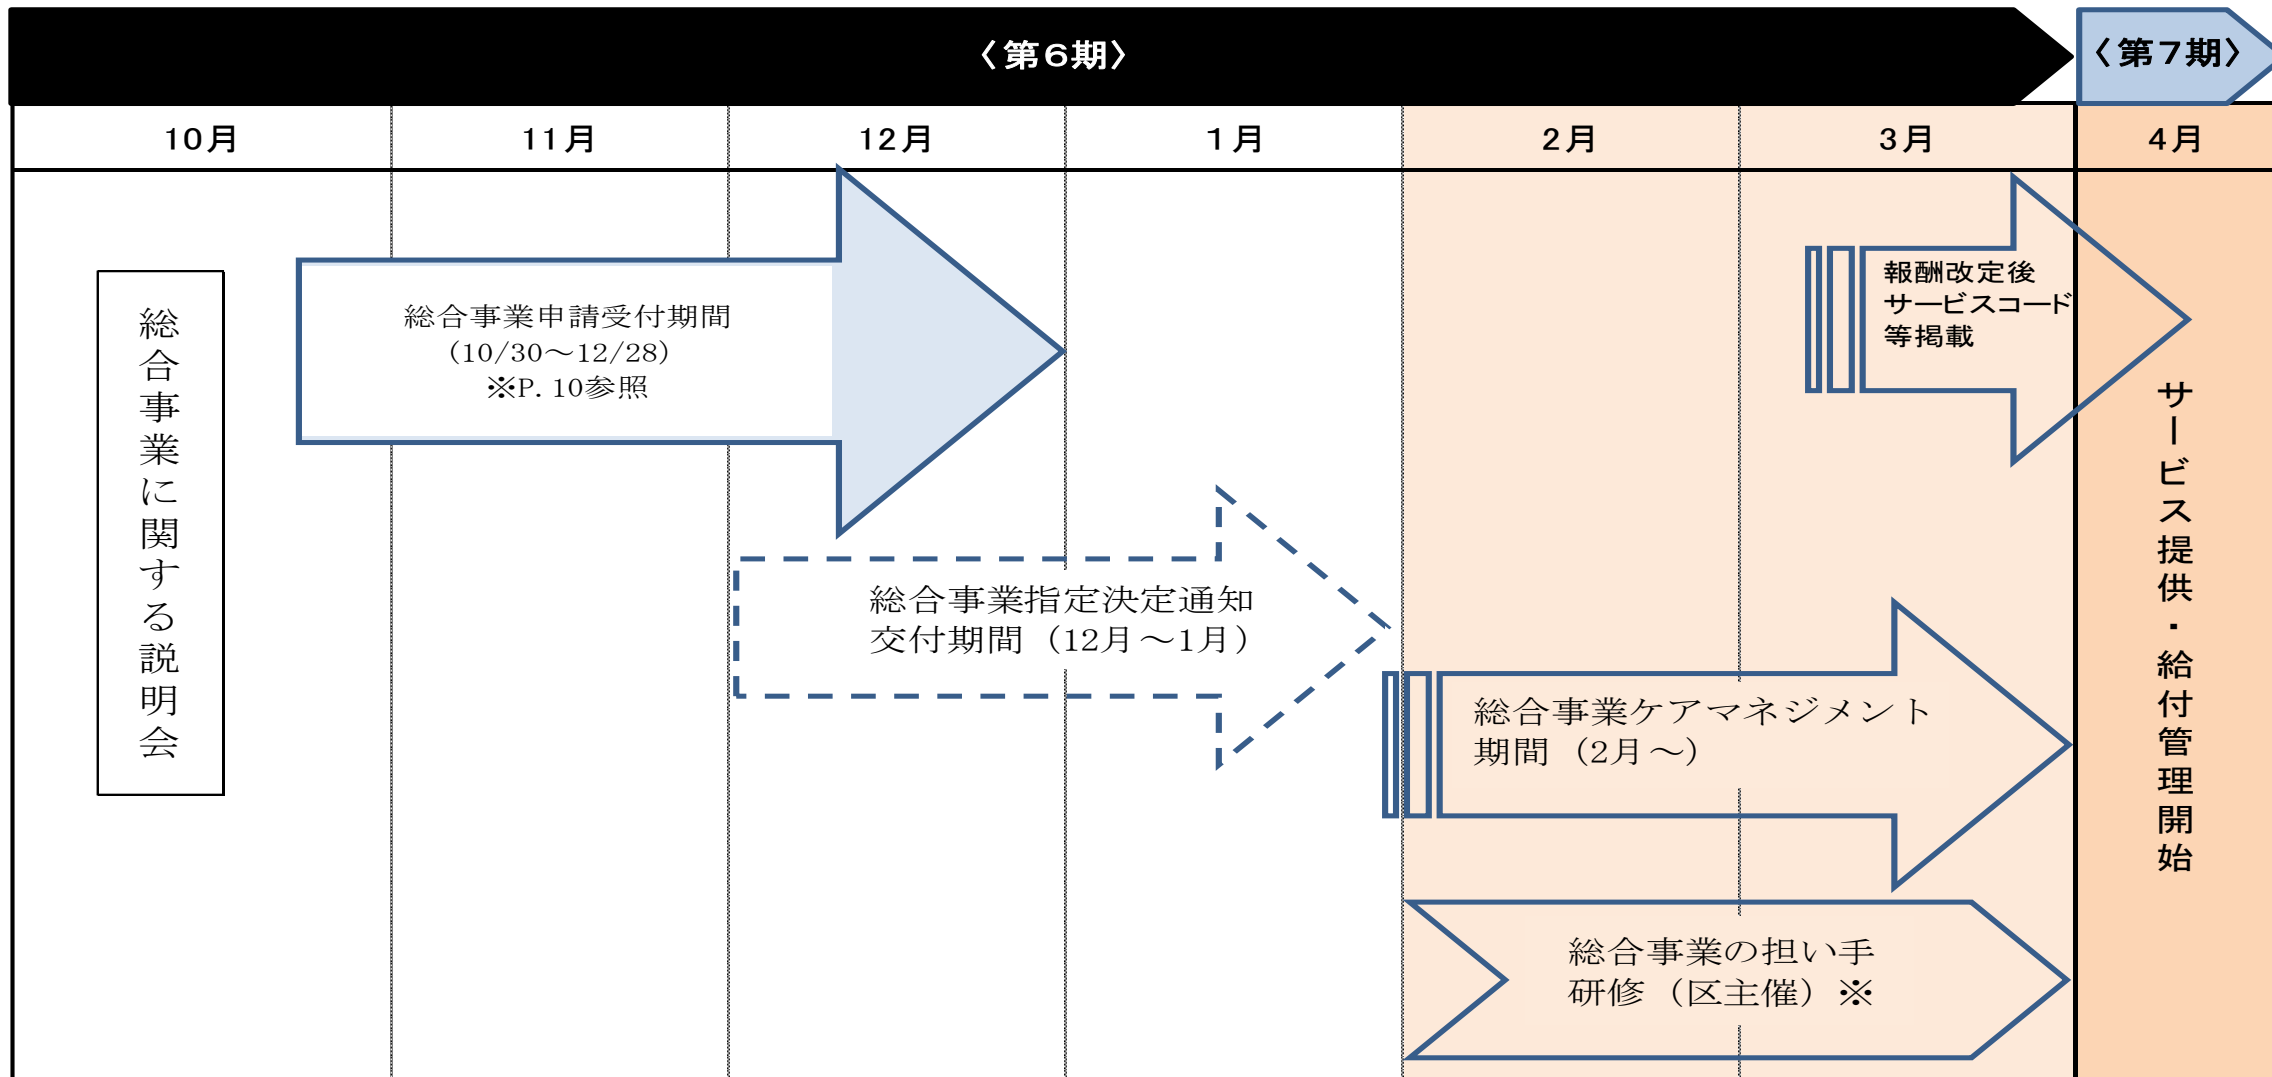 〈第６期〉
〈第７期〉
10月
11月
12月
1月
2月
3月
4月
総合事業に関する説明会
総合事業申請受付期間
（10/30～12/28）
※P.10参照
報酬改定後
サービスコード
等掲載
総合事業指定決定通知
交付期間（12月～1月）
総合事業ケアマネジメント
期間（2月～）
総合事業の担い手
研修（区主催）※
サービス提供・給付管理開始